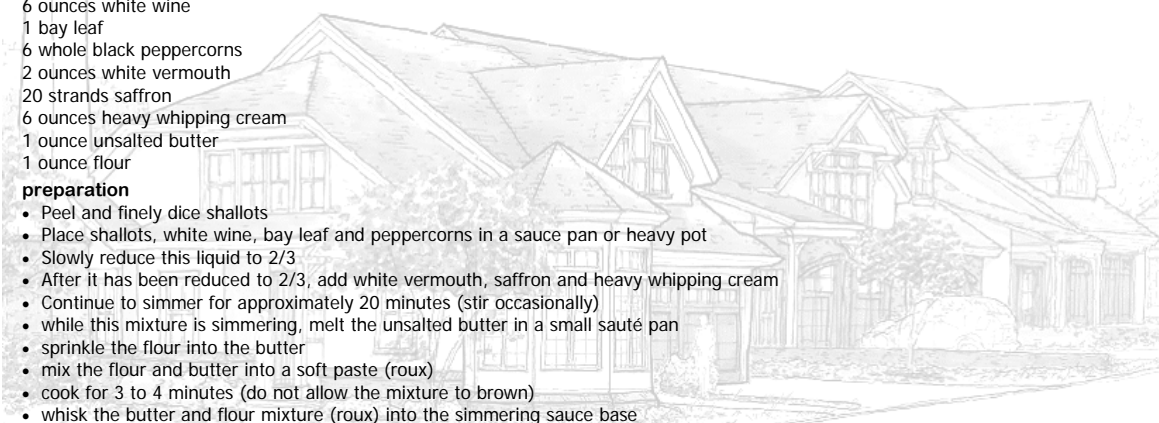 6 ounces white wine
1 bay leaf
6 whole black peppercorns
2 ounces white vermouth
20 strands saffron
6 ounces heavy whipping cream
1 ounce unsalted butter
1 ounce flour
preparation
• Peel and finely dice shallots
• Place shallots, white wine, bay leaf and peppercorns in a sauce pan or heavy pot
• Slowly reduce this liquid to 2/3
• After it has been reduced to 2/3, add white vermouth, saffron and heavy whipping cream
• Continue to simmer for approximately 20 minutes (stir occasionally)
• while this mixture is simmering, melt the unsalted butter in a small sauté pan
• sprinkle the flour into the butter
• mix the flour and butter into a soft paste (roux)
• cook for 3 to 4 minutes (do not allow the mixture to brown)
• whisk the butter and flour mixture (roux) into the simmering sauce base